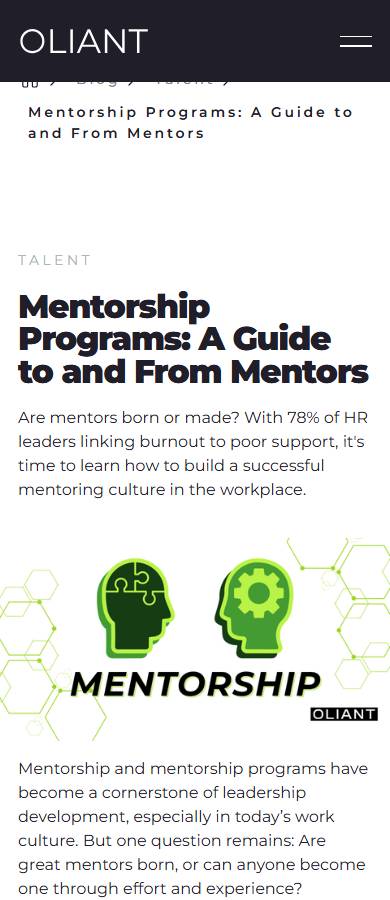 OLIANT
Blog
Talent
Mentorship Programs: A Guide to
and From Mentors
TALENT
Mentorship
Programs: A Guide
to and From Mentors
Are mentors born or made? With 78% of HR
leaders linking burnout to poor support, it's
time to learn how to build a successful
mentoring culture in the workplace.
MENTORSHIP
OLIANT
Mentorship and mentorship programs have
become a cornerstone of leadership
development, especially in today’s work
culture. But one question remains: Are
great mentors born, or can anyone become
one through effort and experience?